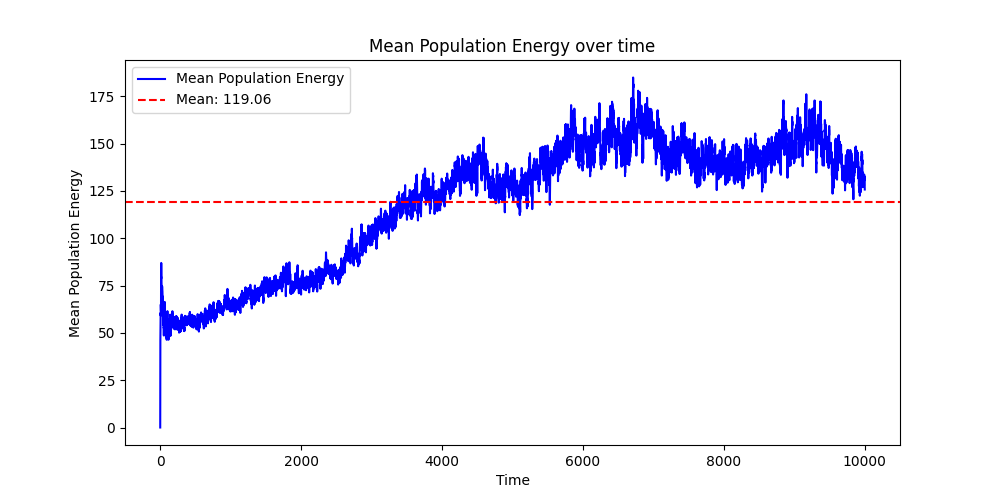 Mean Population Energy over time
Mean Population Energy
Mean: 119.06
Mean Population Energy
175
150
125
100
75
50
25
0
0 2000 4000 6000 8000 10000
Time